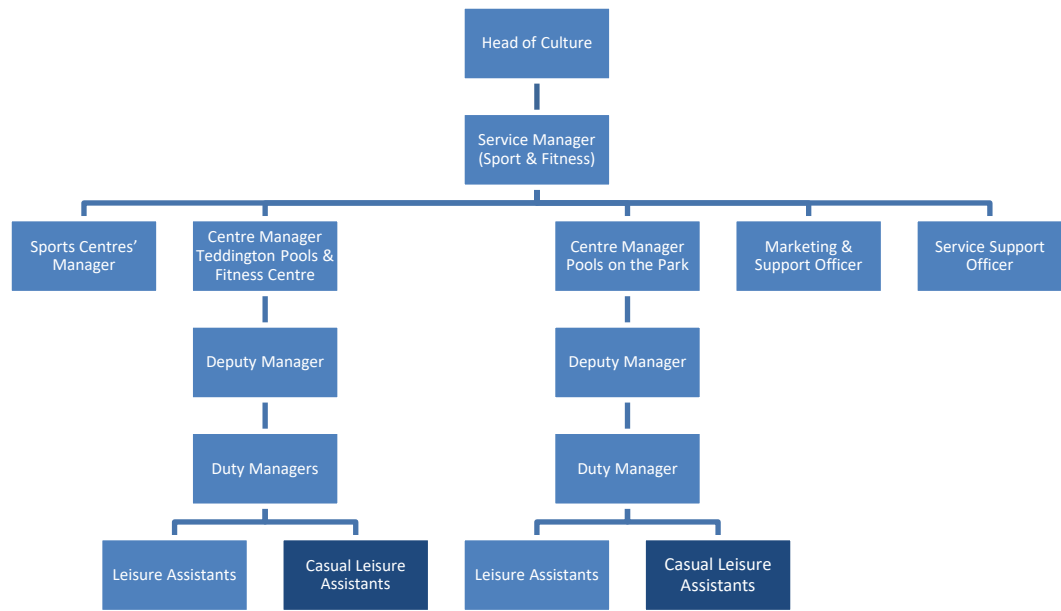 Head of Culture
Service Manager
(Sport & Fitness)
Sports Centres’
Manager
Centre Manager
Teddington Pools &
Fitness Centre
Centre Manager
Pools on the Park
Marketing &
Support Officer
Service Support
Officer
Deputy Manager
Deputy Manager
Duty Managers
Duty Manager
Leisure Assistants
Casual Leisure
Assistants
Leisure Assistants
Casual Leisure
Assistants